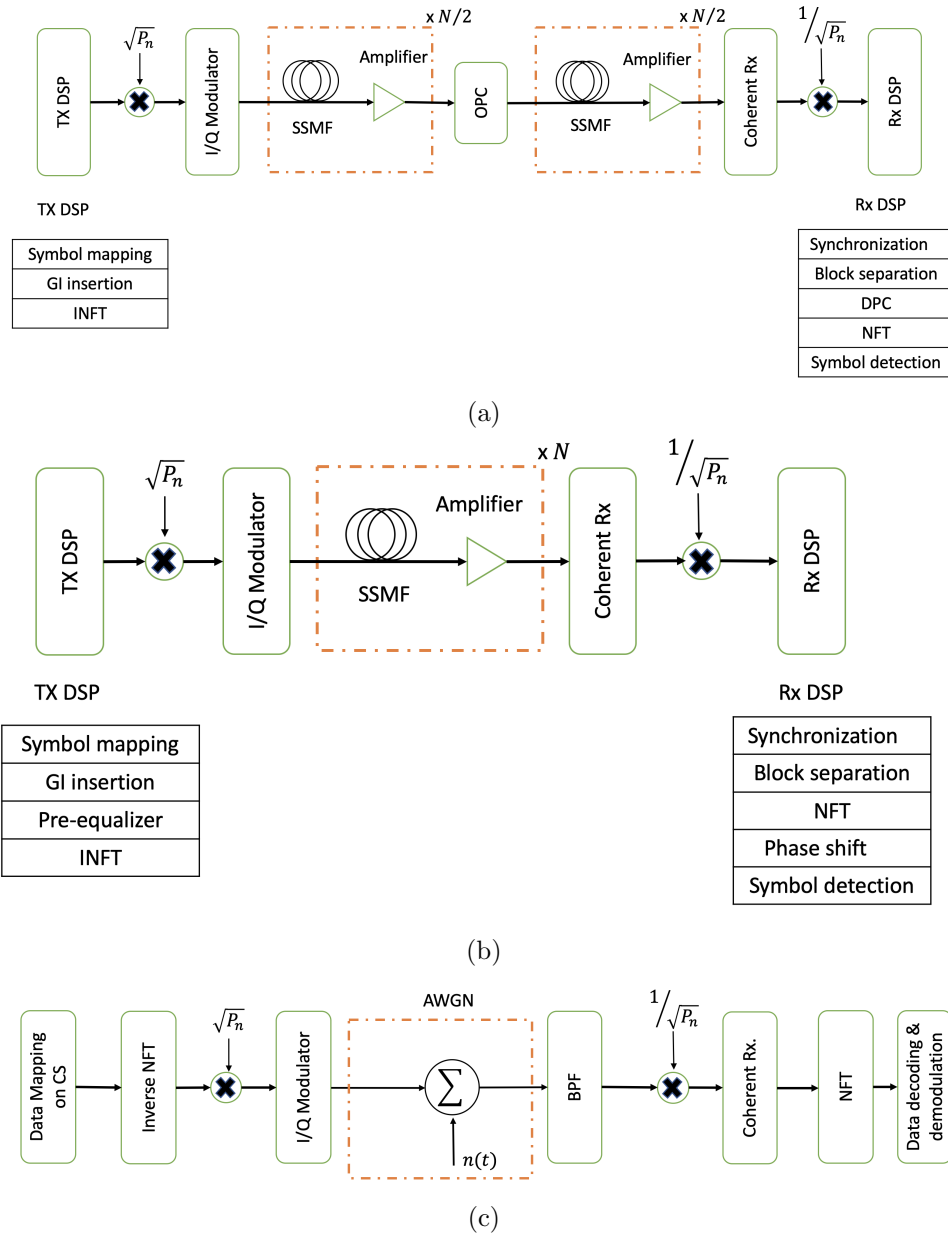 x N/2
x N/2
√P_n
1/√P_n
TX DSP
I/Q Modulator
SSMF
Amplifier
OPC
SSMF
Amplifier
Coherent Rx
Rx DSP
TX DSP
Symbol mapping
GI insertion
INFT
Rx DSP
Synchronization
Block separation
DPC
NFT
Symbol detection
(a)
x N
√P_n
1/√P_n
TX DSP
I/Q Modulator
SSMF
Amplifier
Coherent Rx
Rx DSP
TX DSP
Symbol mapping
GI insertion
Pre-equalizer
INFT
Rx DSP
Synchronization
Block separation
NFT
Phase shift
Symbol detection
(b)
AWGN
√P_n
1/√P_n
Data Mapping
on CS
Inverse NFT
I/Q Modulator
∑
n(t)
BPF
Coherent Rx.
NFT
Data decoding &
demodulation
(c)